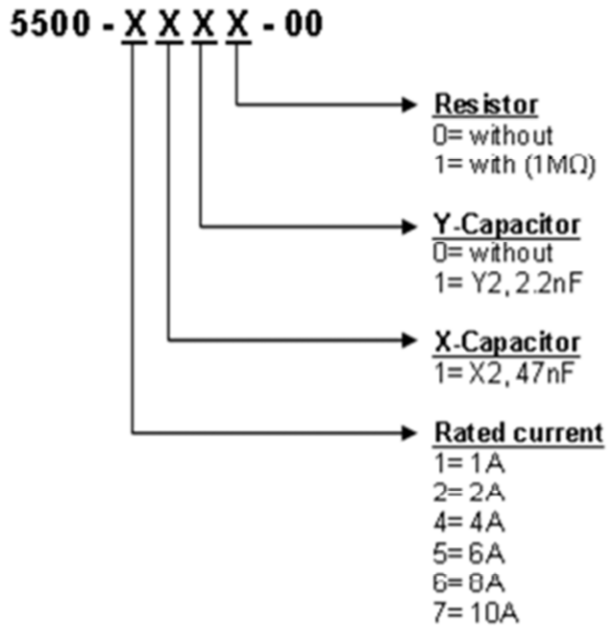 5500 - X X X X - 00
Resistor
0= without
1= with (1MΩ)
Y-Capacitor
0= without
1= Y2, 2.2nF
X-Capacitor
1= X2, 47nF
Rated current
1= 1A
2= 2A
4= 4A
5= 6A
6= 8A
7= 10A